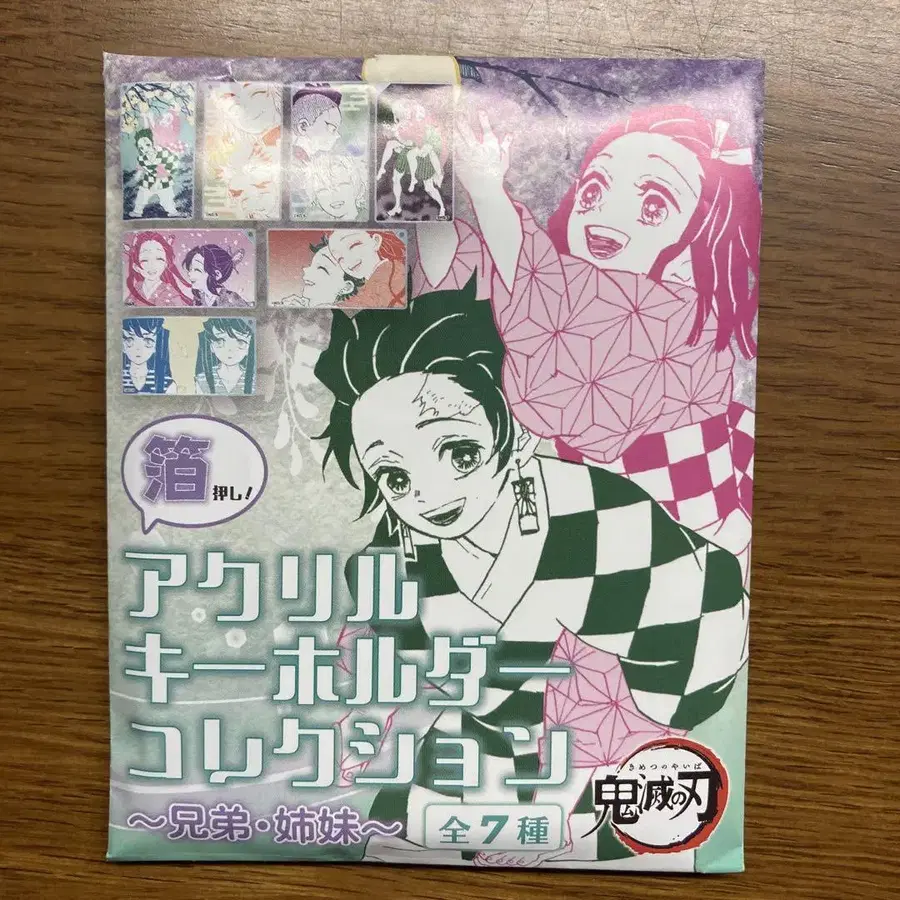 箔押し!
アクリル
キーホルダー
コレクション
～兄弟・姉妹～
全7種
きめつのやいば
鬼滅の刃